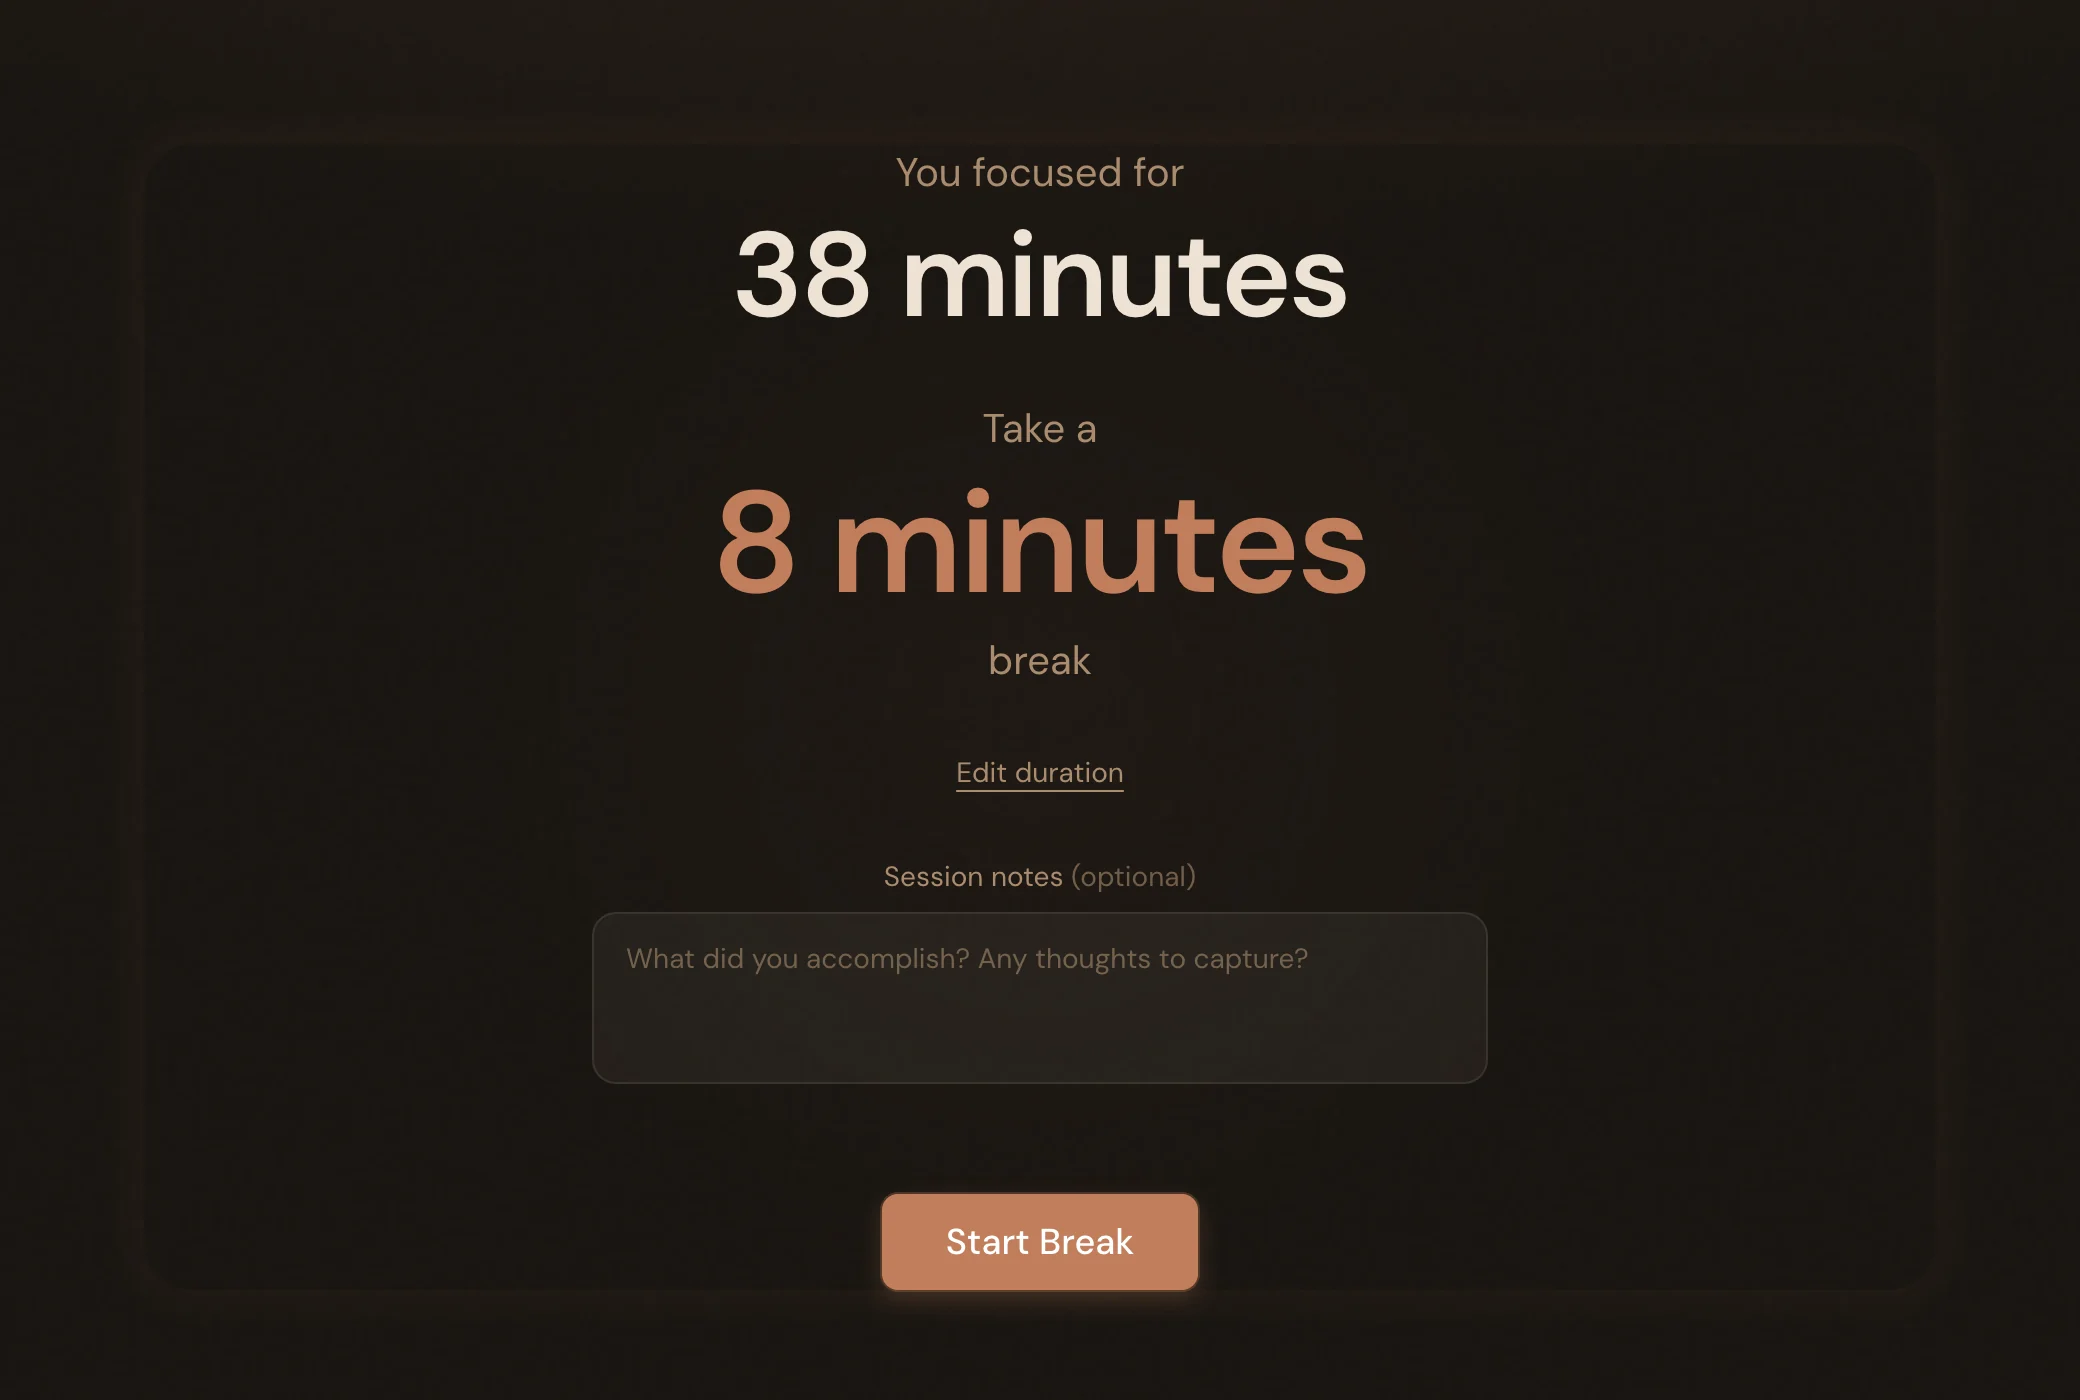 You focused for
38 minutes
Take a
8 minutes
break
Edit duration
Session notes (optional)
What did you accomplish? Any thoughts to capture?
Start Break